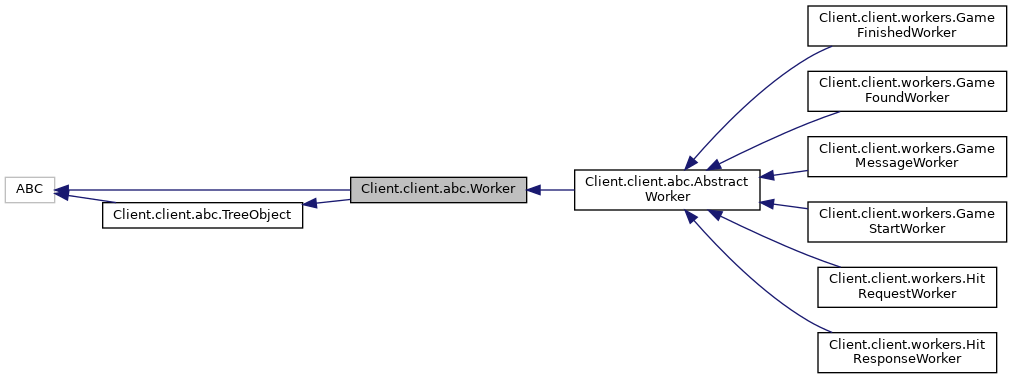 ABC
Client.client.abc.TreeObject
Client.client.abc.Worker
Client.client.abc.Abstract
Worker
Client.client.workers.Game
FinishedWorker
Client.client.workers.Game
FoundWorker
Client.client.workers.Game
MessageWorker
Client.client.workers.Game
StartWorker
Client.client.workers.Hit
RequestWorker
Client.client.workers.Hit
ResponseWorker